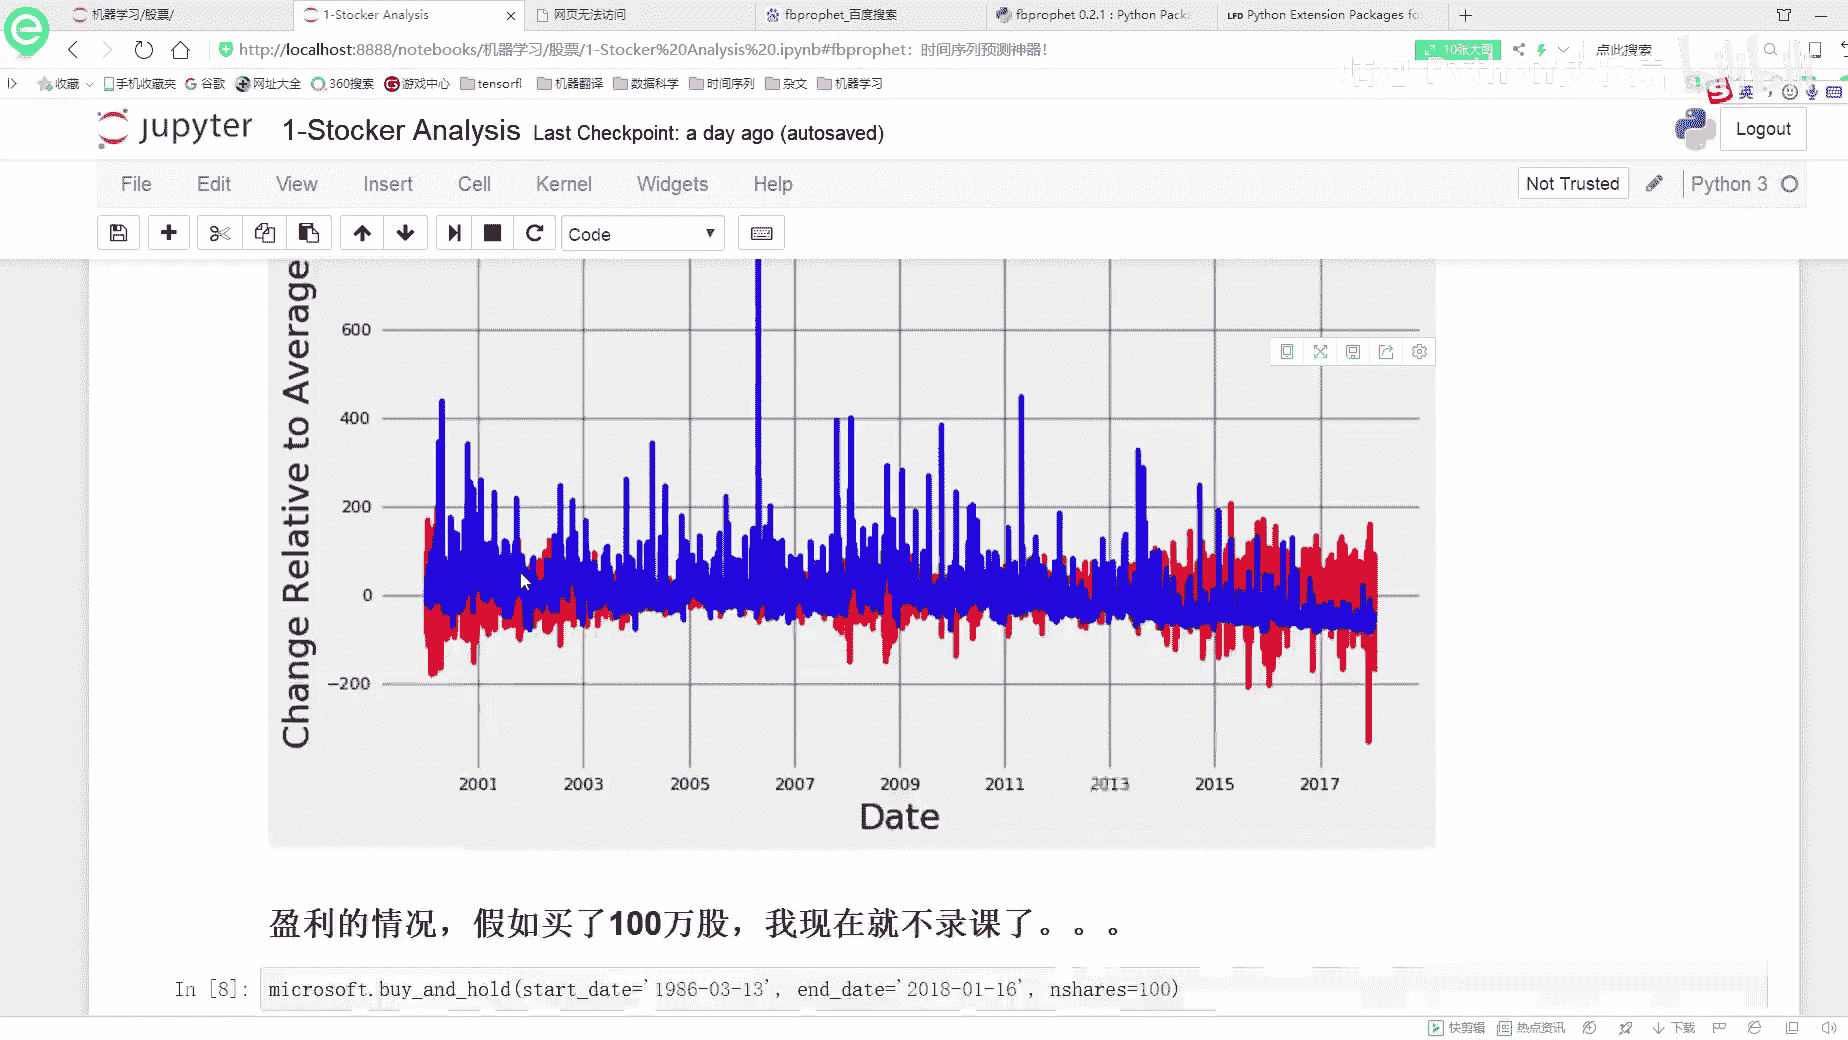 机器学习/股票/
1-Stocker Analysis
网页无法访问
fbprophet_百度搜索
fbprophet 0.2.1 : Python Pack
LFD Python Extension Packages fo
http://localhost:8888/notebooks/机器学习/股票/1-Stocker%20Analysis%20.ipynb#fbprophet：时间序列预测神器！
10张大图
点此搜索
收藏
手机收藏夹
谷歌
网址大全
360搜索
游戏中心
tensorfl
机器翻译
数据科学
时间序列
杂文
机器学习
英
jupyter
1-Stocker Analysis
Last Checkpoint: a day ago (autosaved)
Logout
File
Edit
View
Insert
Cell
Kernel
Widgets
Help
Not Trusted
Python 3
Code
Change Relative to Average
600
400
200
0
−200
2001
2003
2005
2007
2009
2011
2013
2015
2017
Date
盈利的情况，假如买了100万股，我现在就不录课了。。。
In [8]:
microsoft.buy_and_hold(start_date='1986-03-13', end_date='2018-01-16', nshares=100)
快剪辑
热点资讯
下载